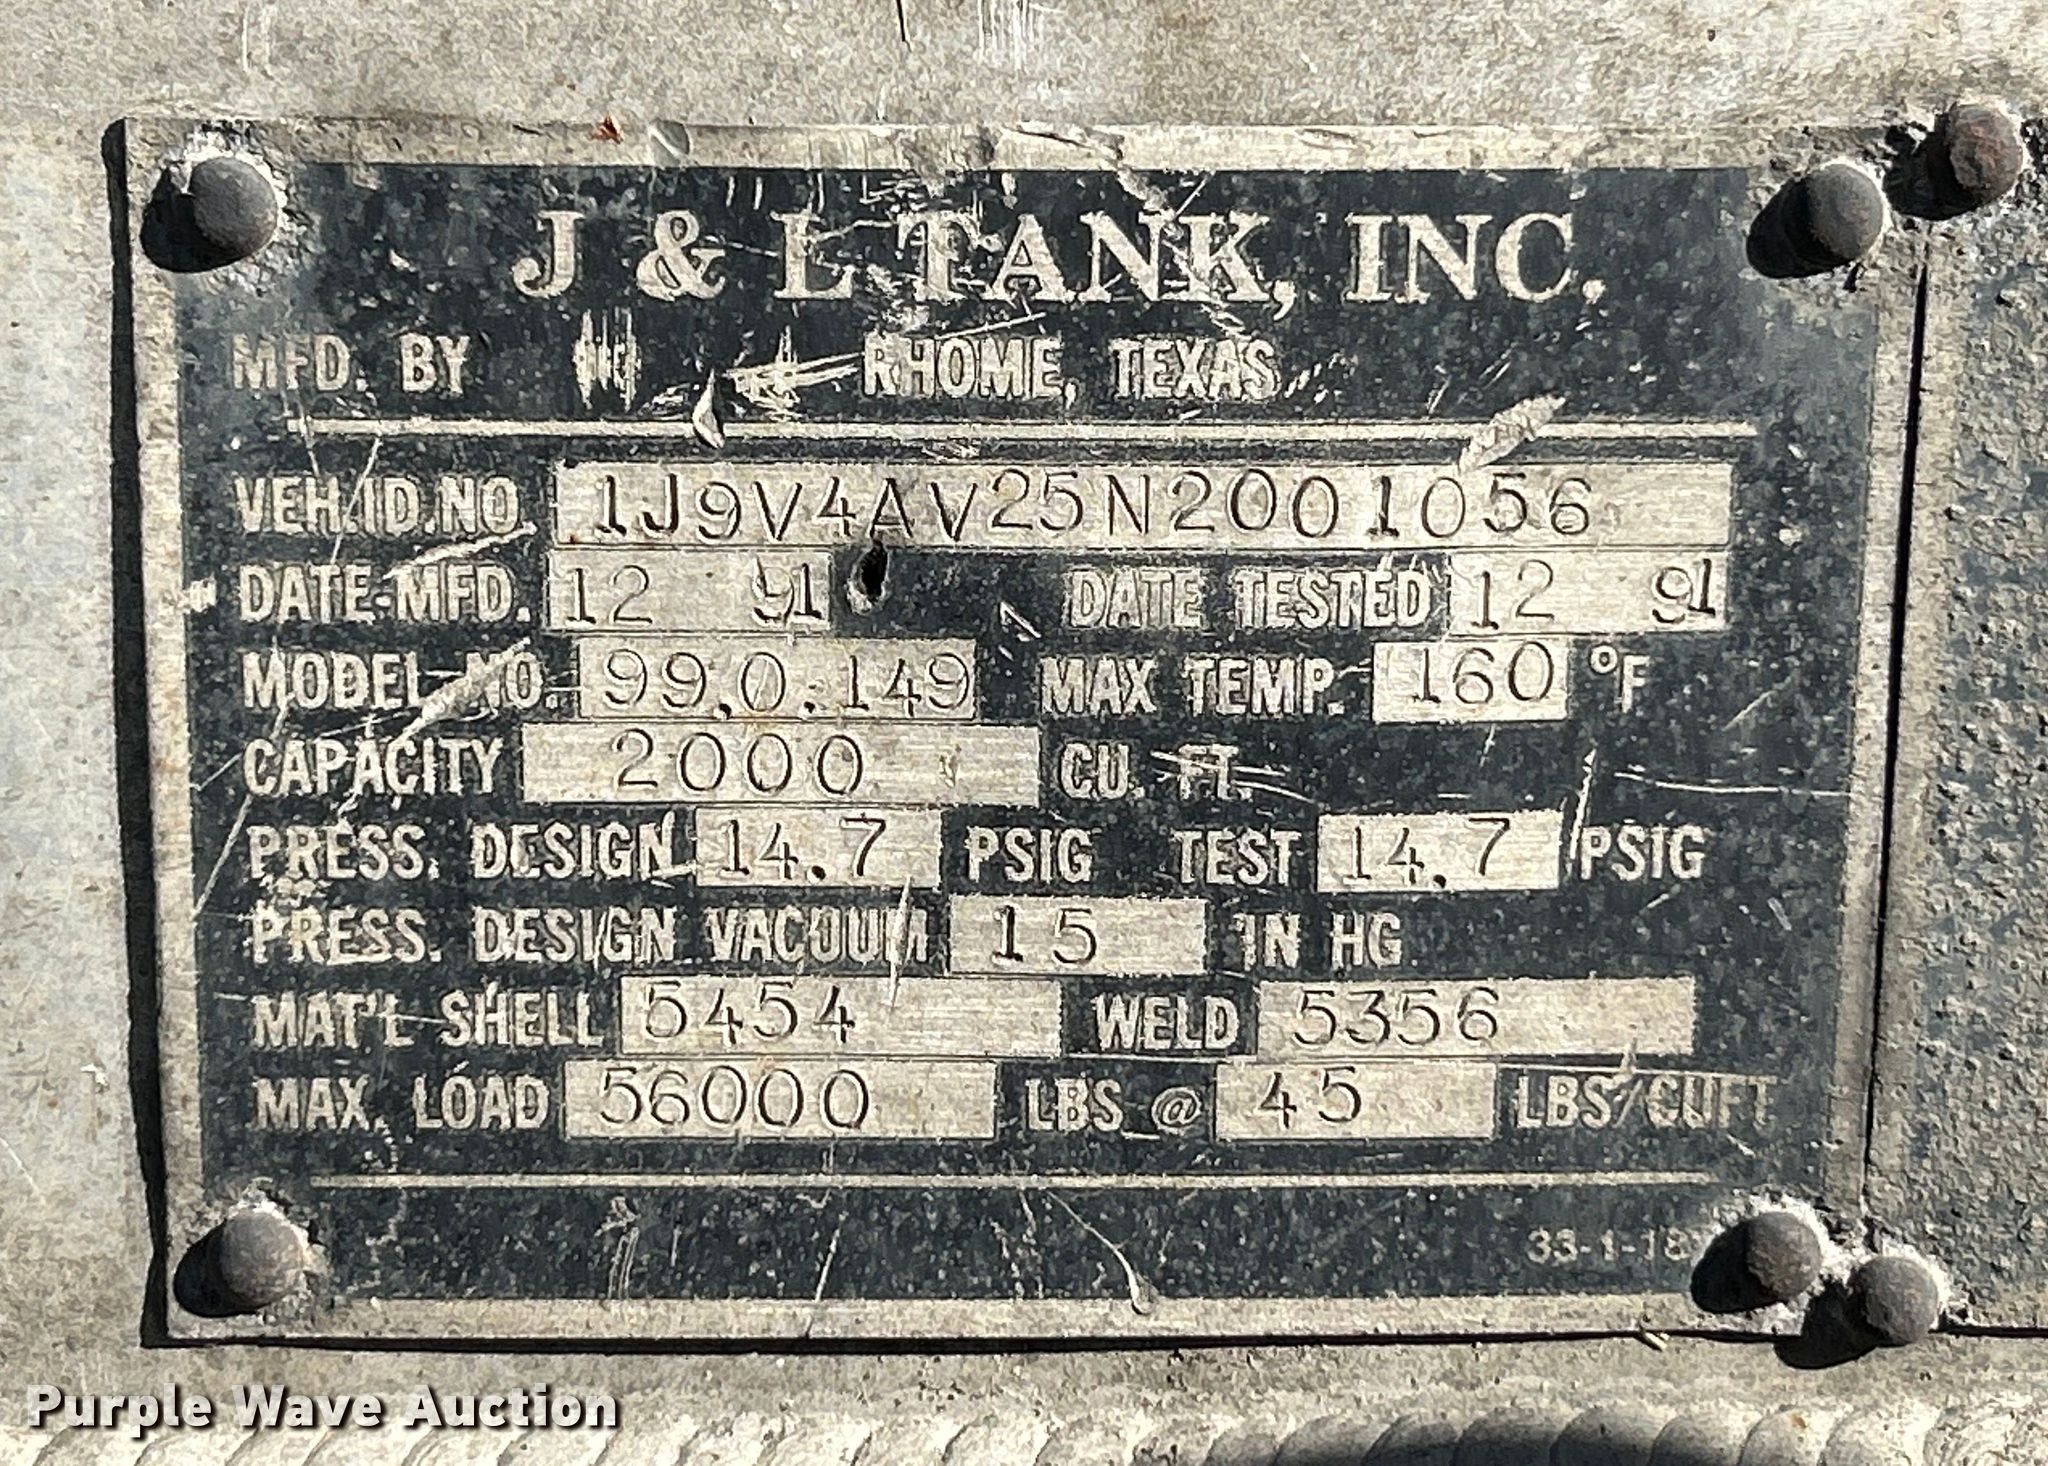 J & L TANK, INC.
MFD. BY RHOME, TEXAS
VEH. ID. NO 1J9V4AV25N2001056
DATE MFD. 12 91 DATE TESTED 12 91
MODEL NO. 99.0.149 MAX TEMP. 160 °F
CAPACITY 2000 CU. FT.
PRESS. DESIGN 14.7 PSIG TEST 14.7 PSIG
PRESS. DESIGN VACUUM 15 IN HG
MAT'L SHELL 5454 WELD 5356
MAX. LOAD 56000 LBS @ 45 LBS/CUFT
Purple Wave Auction